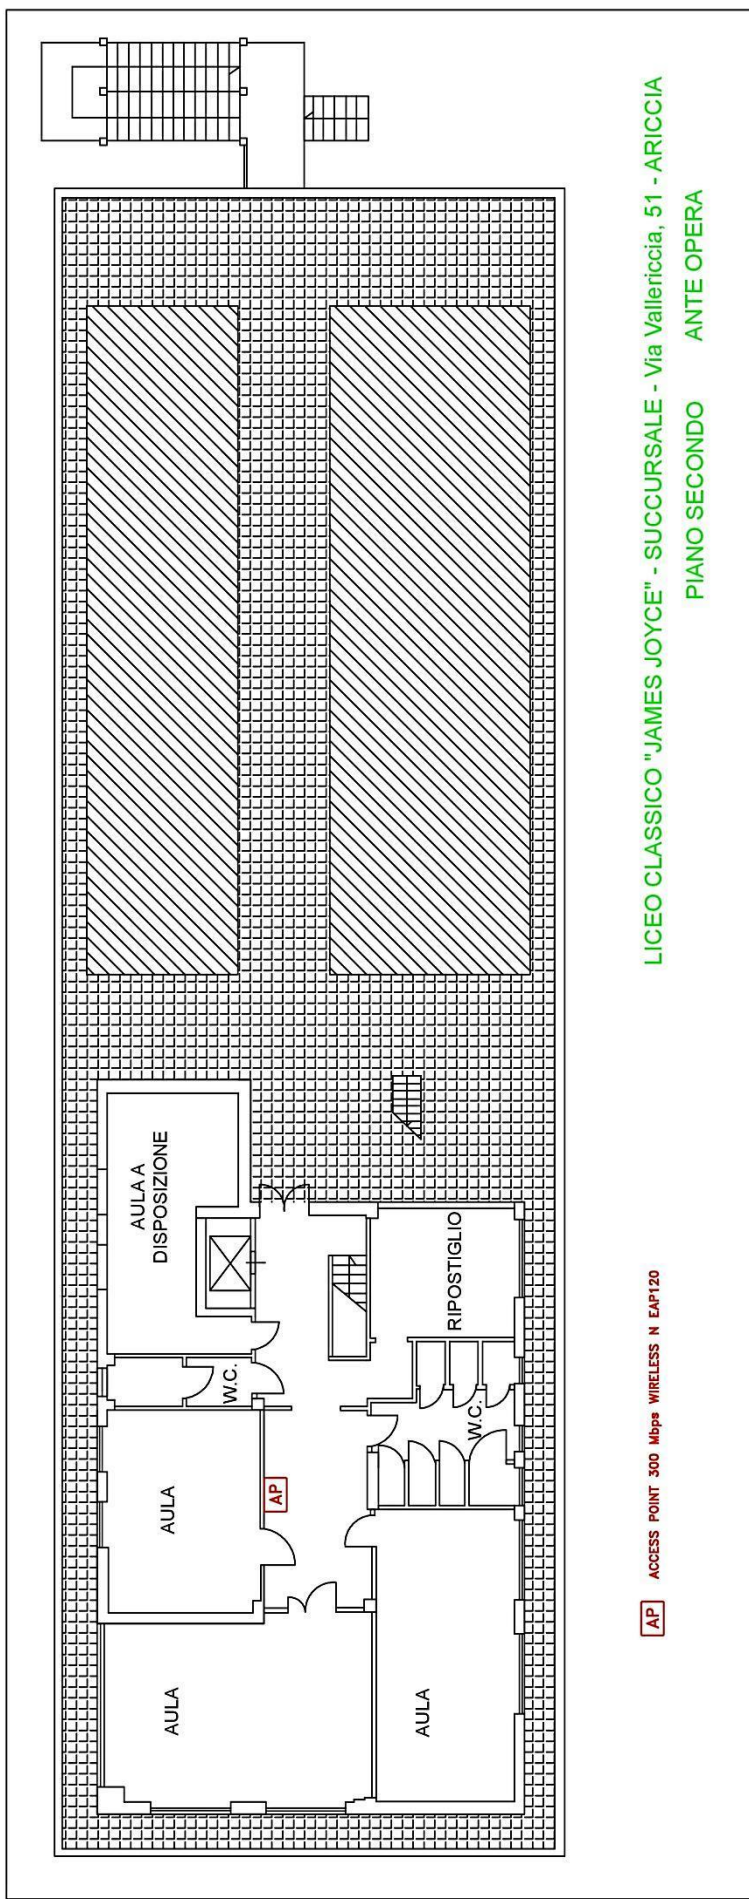 AULA A
DISPOSIZIONE
W.C.
RIPOSTIGLIO
W.C.
AULA
AP
AULA
AULA
LICEO CLASSICO "JAMES JOYCE" - SUCCURSALE - Via Vallericcia, 51 - ARICCIA
PIANO SECONDO ANTE OPERA
AP ACCESS POINT 300 Mbps WIRELESS N EAP120